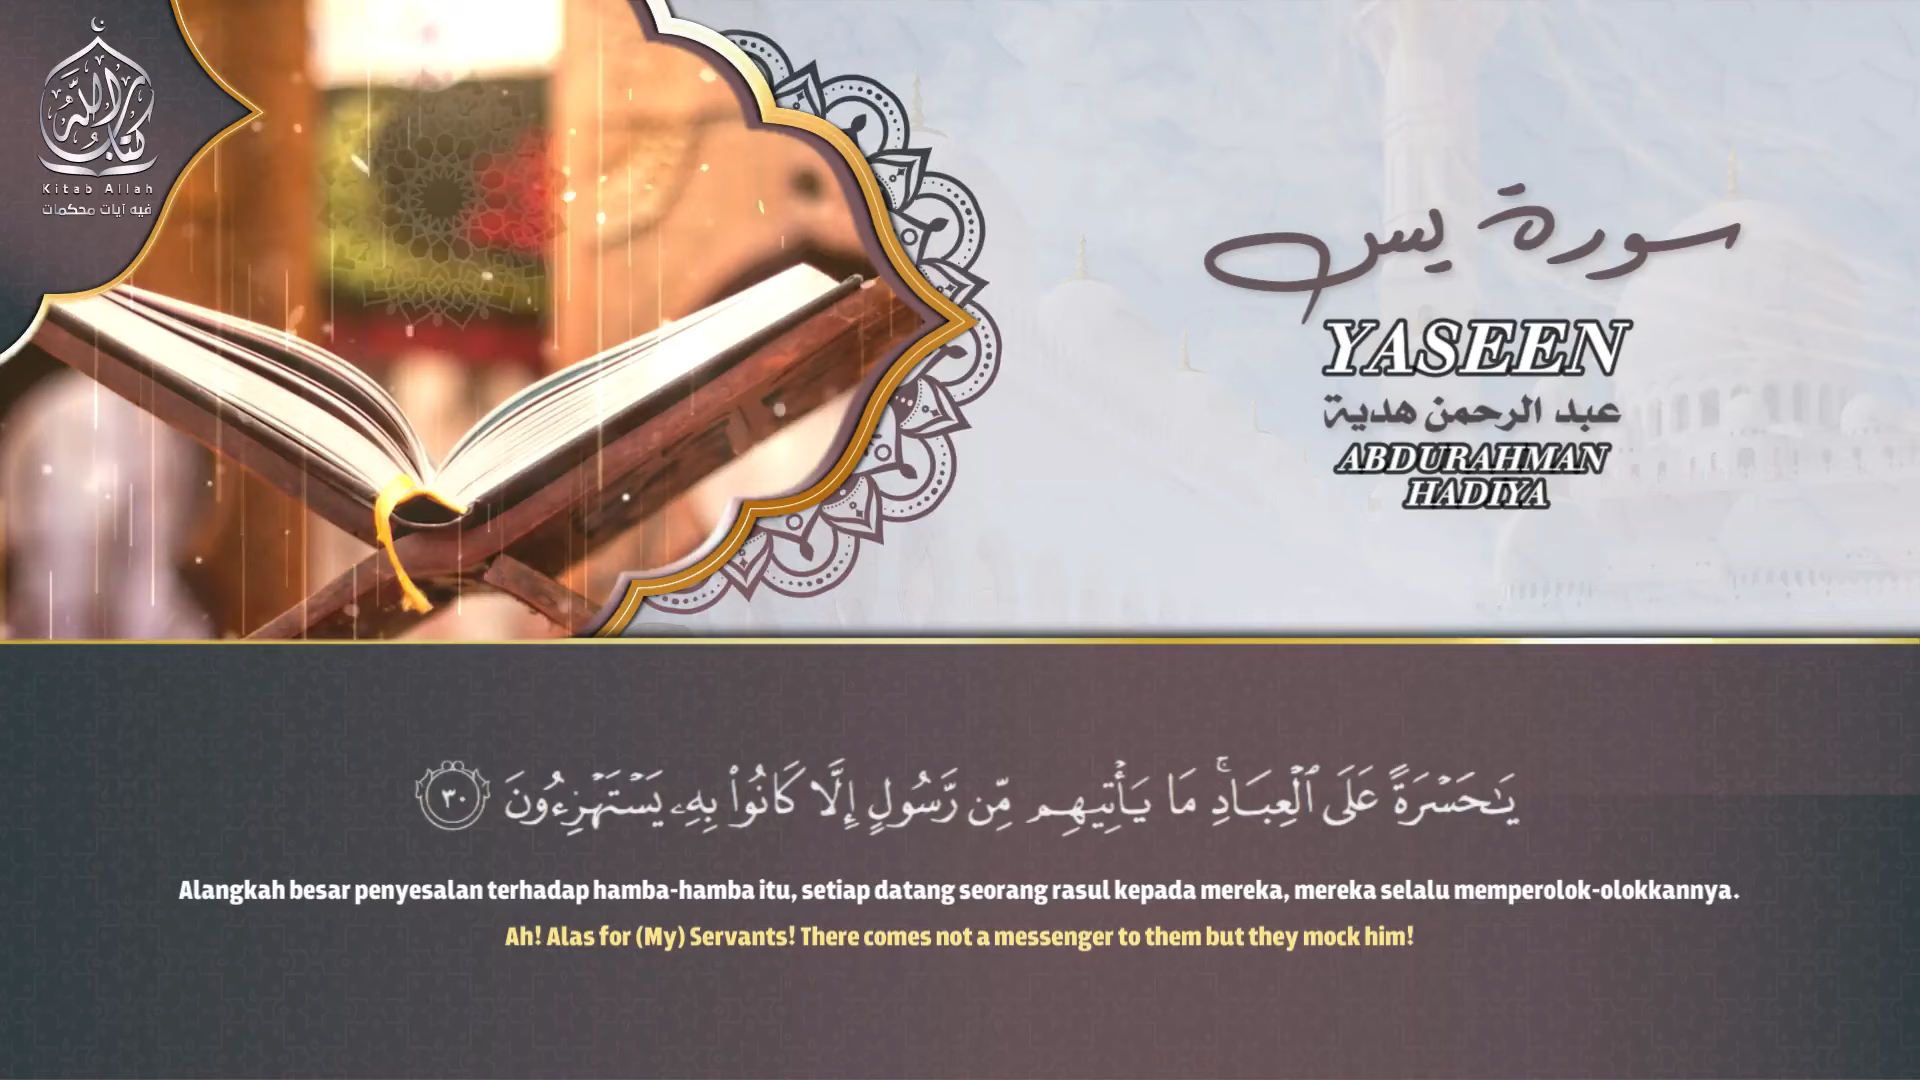 كتاب الله
Kitab Allah
فيه آيات محكمات
سورة يس
YASEEN
عبد الرحمن هدية
ABDURAHMAN
HADIYA
يَـٰحَسْرَةً عَلَى ٱلْعِبَادِ ۚ مَا يَأْتِيهِم مِّن رَّسُولٍ إِلَّا كَانُوا۟ بِهِۦ يَسْتَهْزِءُونَ ٣٠
Alangkah besar penyesalan terhadap hamba-hamba itu, setiap datang seorang rasul kepada mereka, mereka selalu memperolok-olokkannya.
Ah! Alas for (My) Servants! There comes not a messenger to them but they mock him!